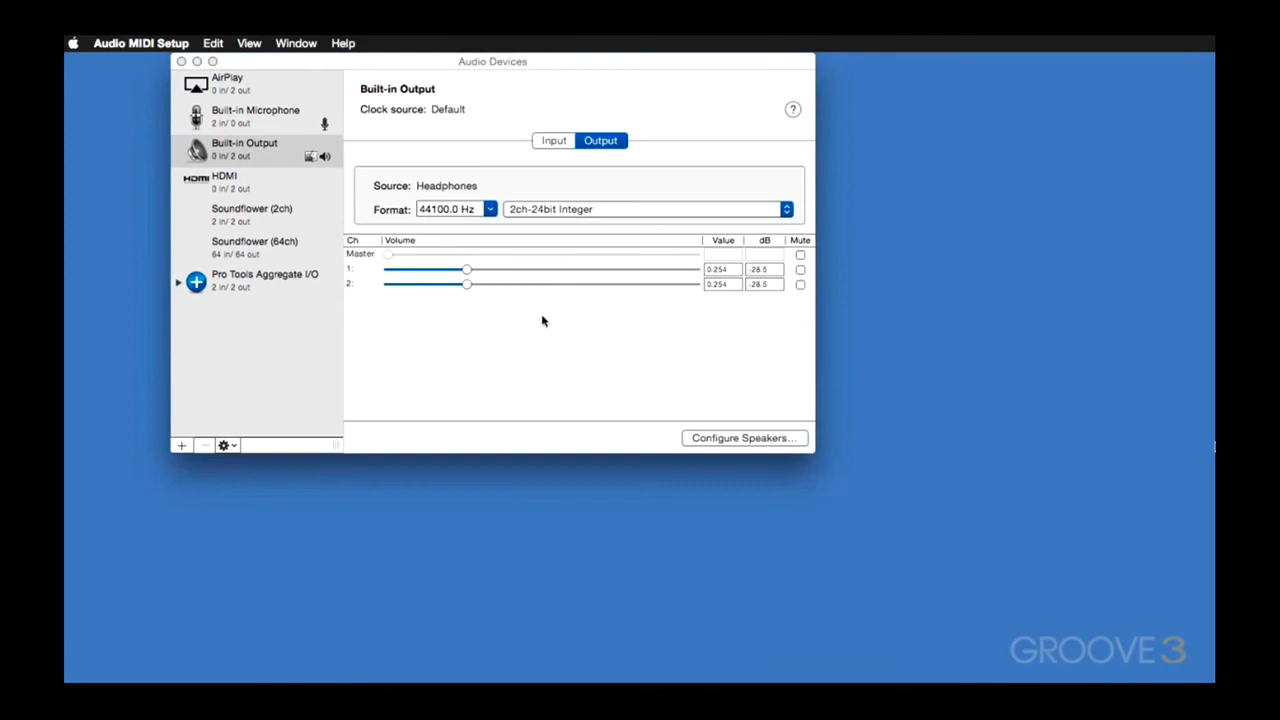 Audio MIDI Setup Edit View Window Help
Audio Devices
AirPlay
0 in/ 2 out
Built-in Microphone
2 in/ 0 out
Built-in Output
0 in/ 2 out
HDMI
HDMI
0 in/ 2 out
Soundflower (2ch)
2 in/ 2 out
Soundflower (64ch)
64 in/ 64 out
Pro Tools Aggregate I/O
2 in/ 2 out
Built-in Output
Clock source: Default
?
Input Output
Source: Headphones
Format: 44100.0 Hz 2ch-24bit Integer
Ch Volume Value dB Mute
Master
1: 0.254 -28.5
2: 0.254 -28.5
Configure Speakers...
GROOVE3